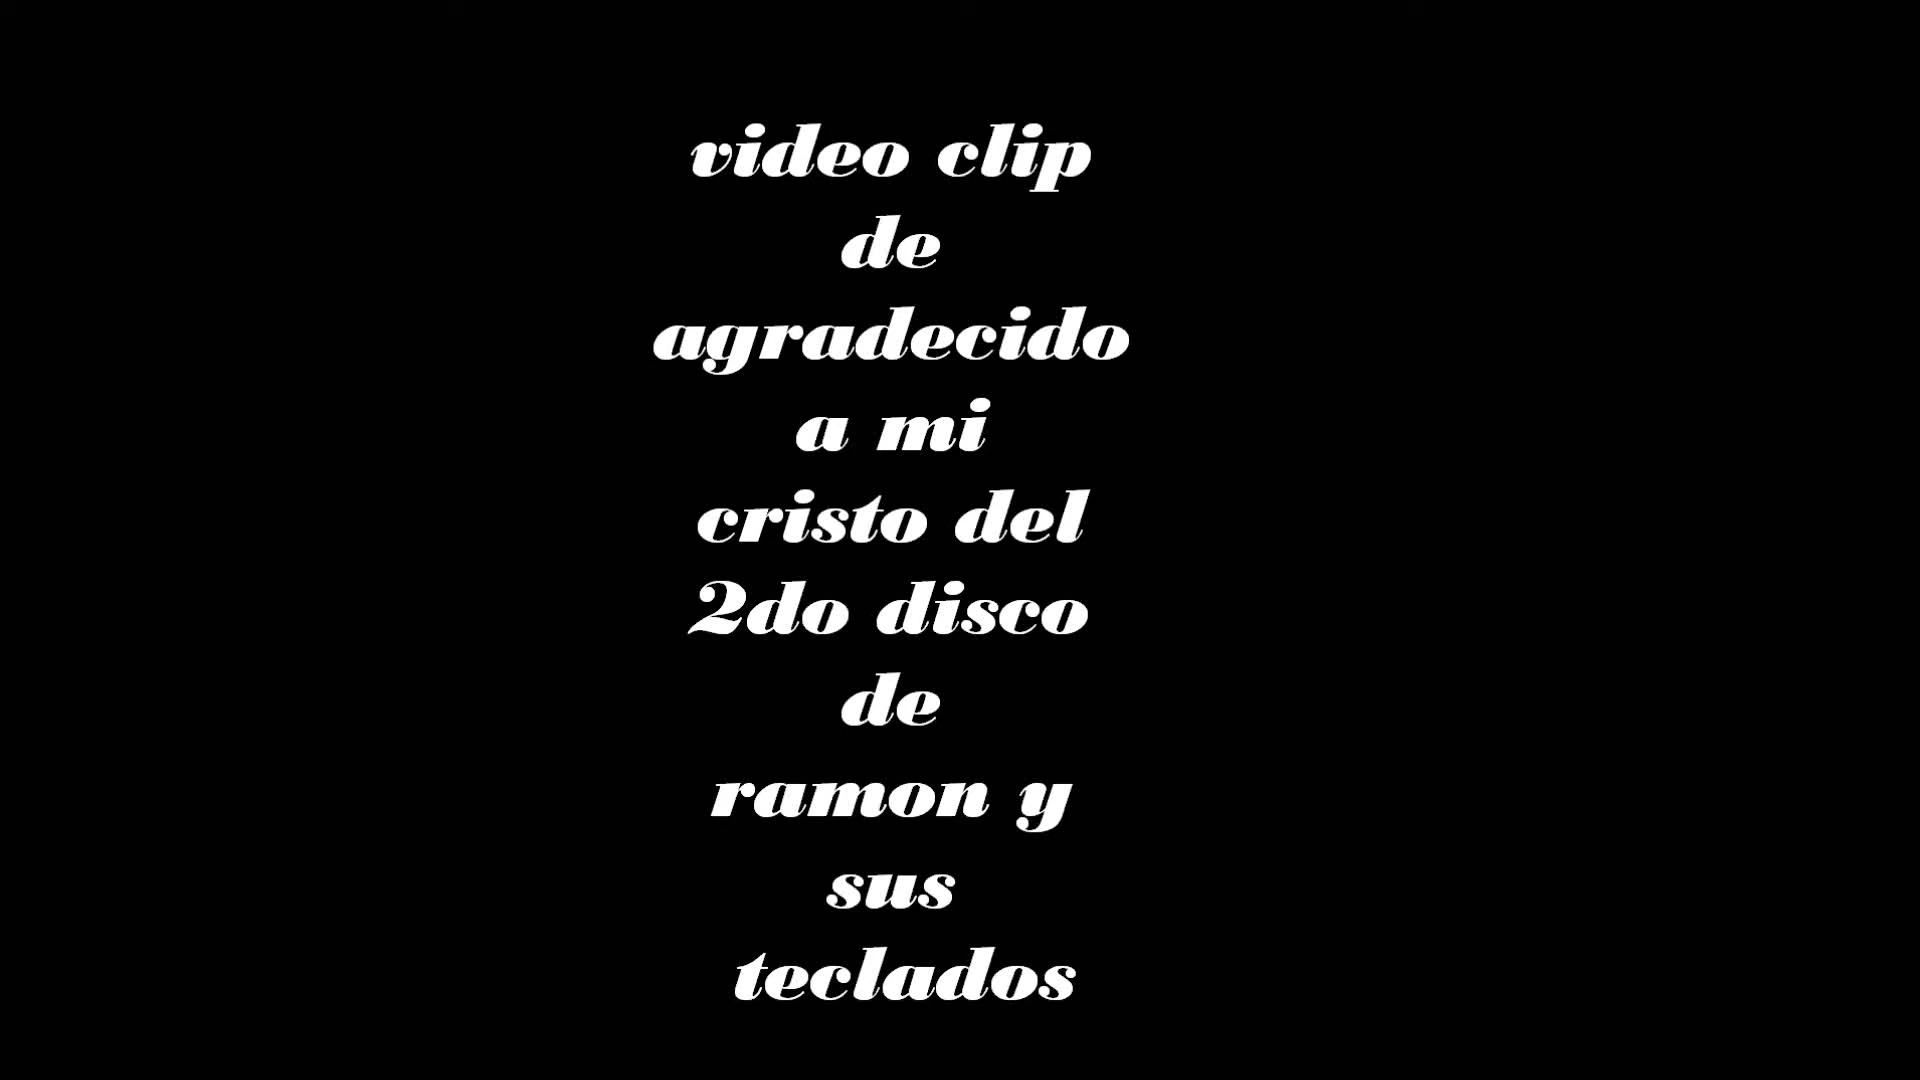 video clip
de
agradecido
a mi
cristo del
2do disco
de
ramon y
sus
teclados